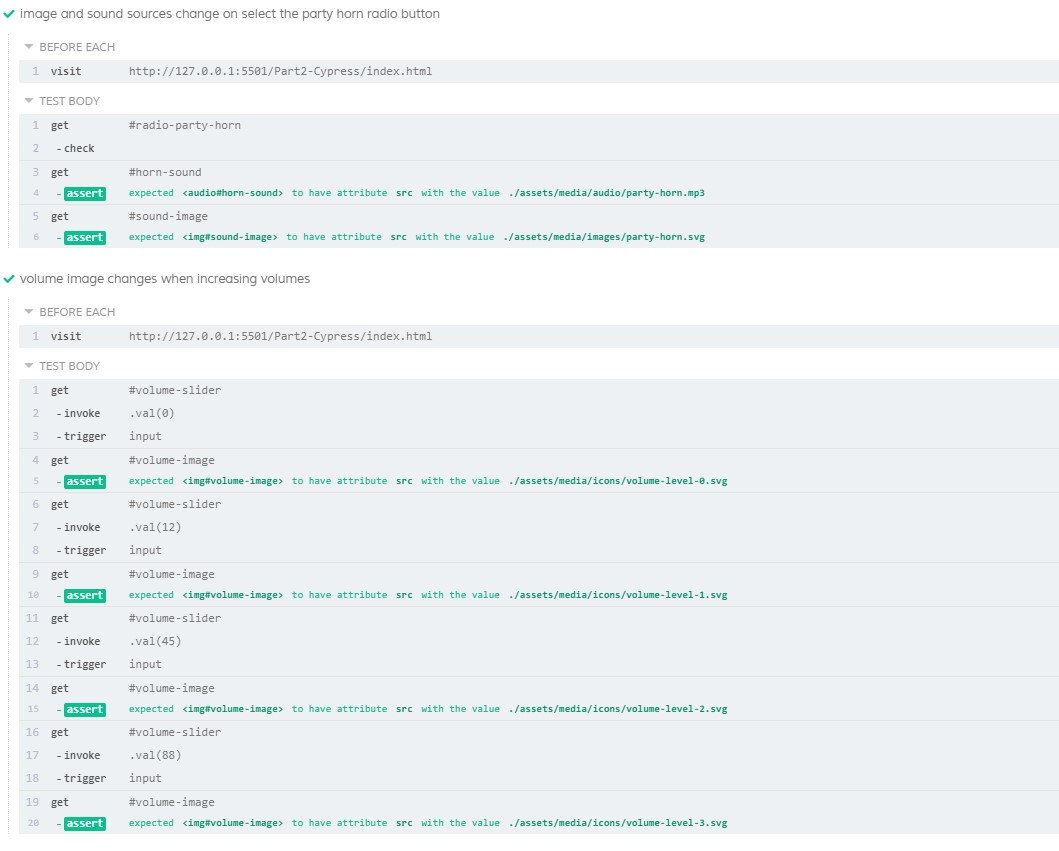 image and sound sources change on select the party horn radio button
BEFORE EACH
1 visit http://127.0.0.1:5501/Part2-Cypress/index.html
TEST BODY
1 get #radio-party-horn
2 -check
3 get #horn-sound
4 -assert expected <audio#horn-sound> to have attribute src with the value ./assets/media/audio/party-horn.mp3
5 get #sound-image
6 -assert expected <img#sound-image> to have attribute src with the value ./assets/media/images/party-horn.svg
volume image changes when increasing volumes
BEFORE EACH
1 visit http://127.0.0.1:5501/Part2-Cypress/index.html
TEST BODY
1 get #volume-slider
2 -invoke .val(0)
3 -trigger input
4 get #volume-image
5 -assert expected <img#volume-image> to have attribute src with the value ./assets/media/icons/volume-level-0.svg
6 get #volume-slider
7 -invoke .val(12)
8 -trigger input
9 get #volume-image
10 -assert expected <img#volume-image> to have attribute src with the value ./assets/media/icons/volume-level-1.svg
11 get #volume-slider
12 -invoke .val(45)
13 -trigger input
14 get #volume-image
15 -assert expected <img#volume-image> to have attribute src with the value ./assets/media/icons/volume-level-2.svg
16 get #volume-slider
17 -invoke .val(88)
18 -trigger input
19 get #volume-image
20 -assert expected <img#volume-image> to have attribute src with the value ./assets/media/icons/volume-level-3.svg